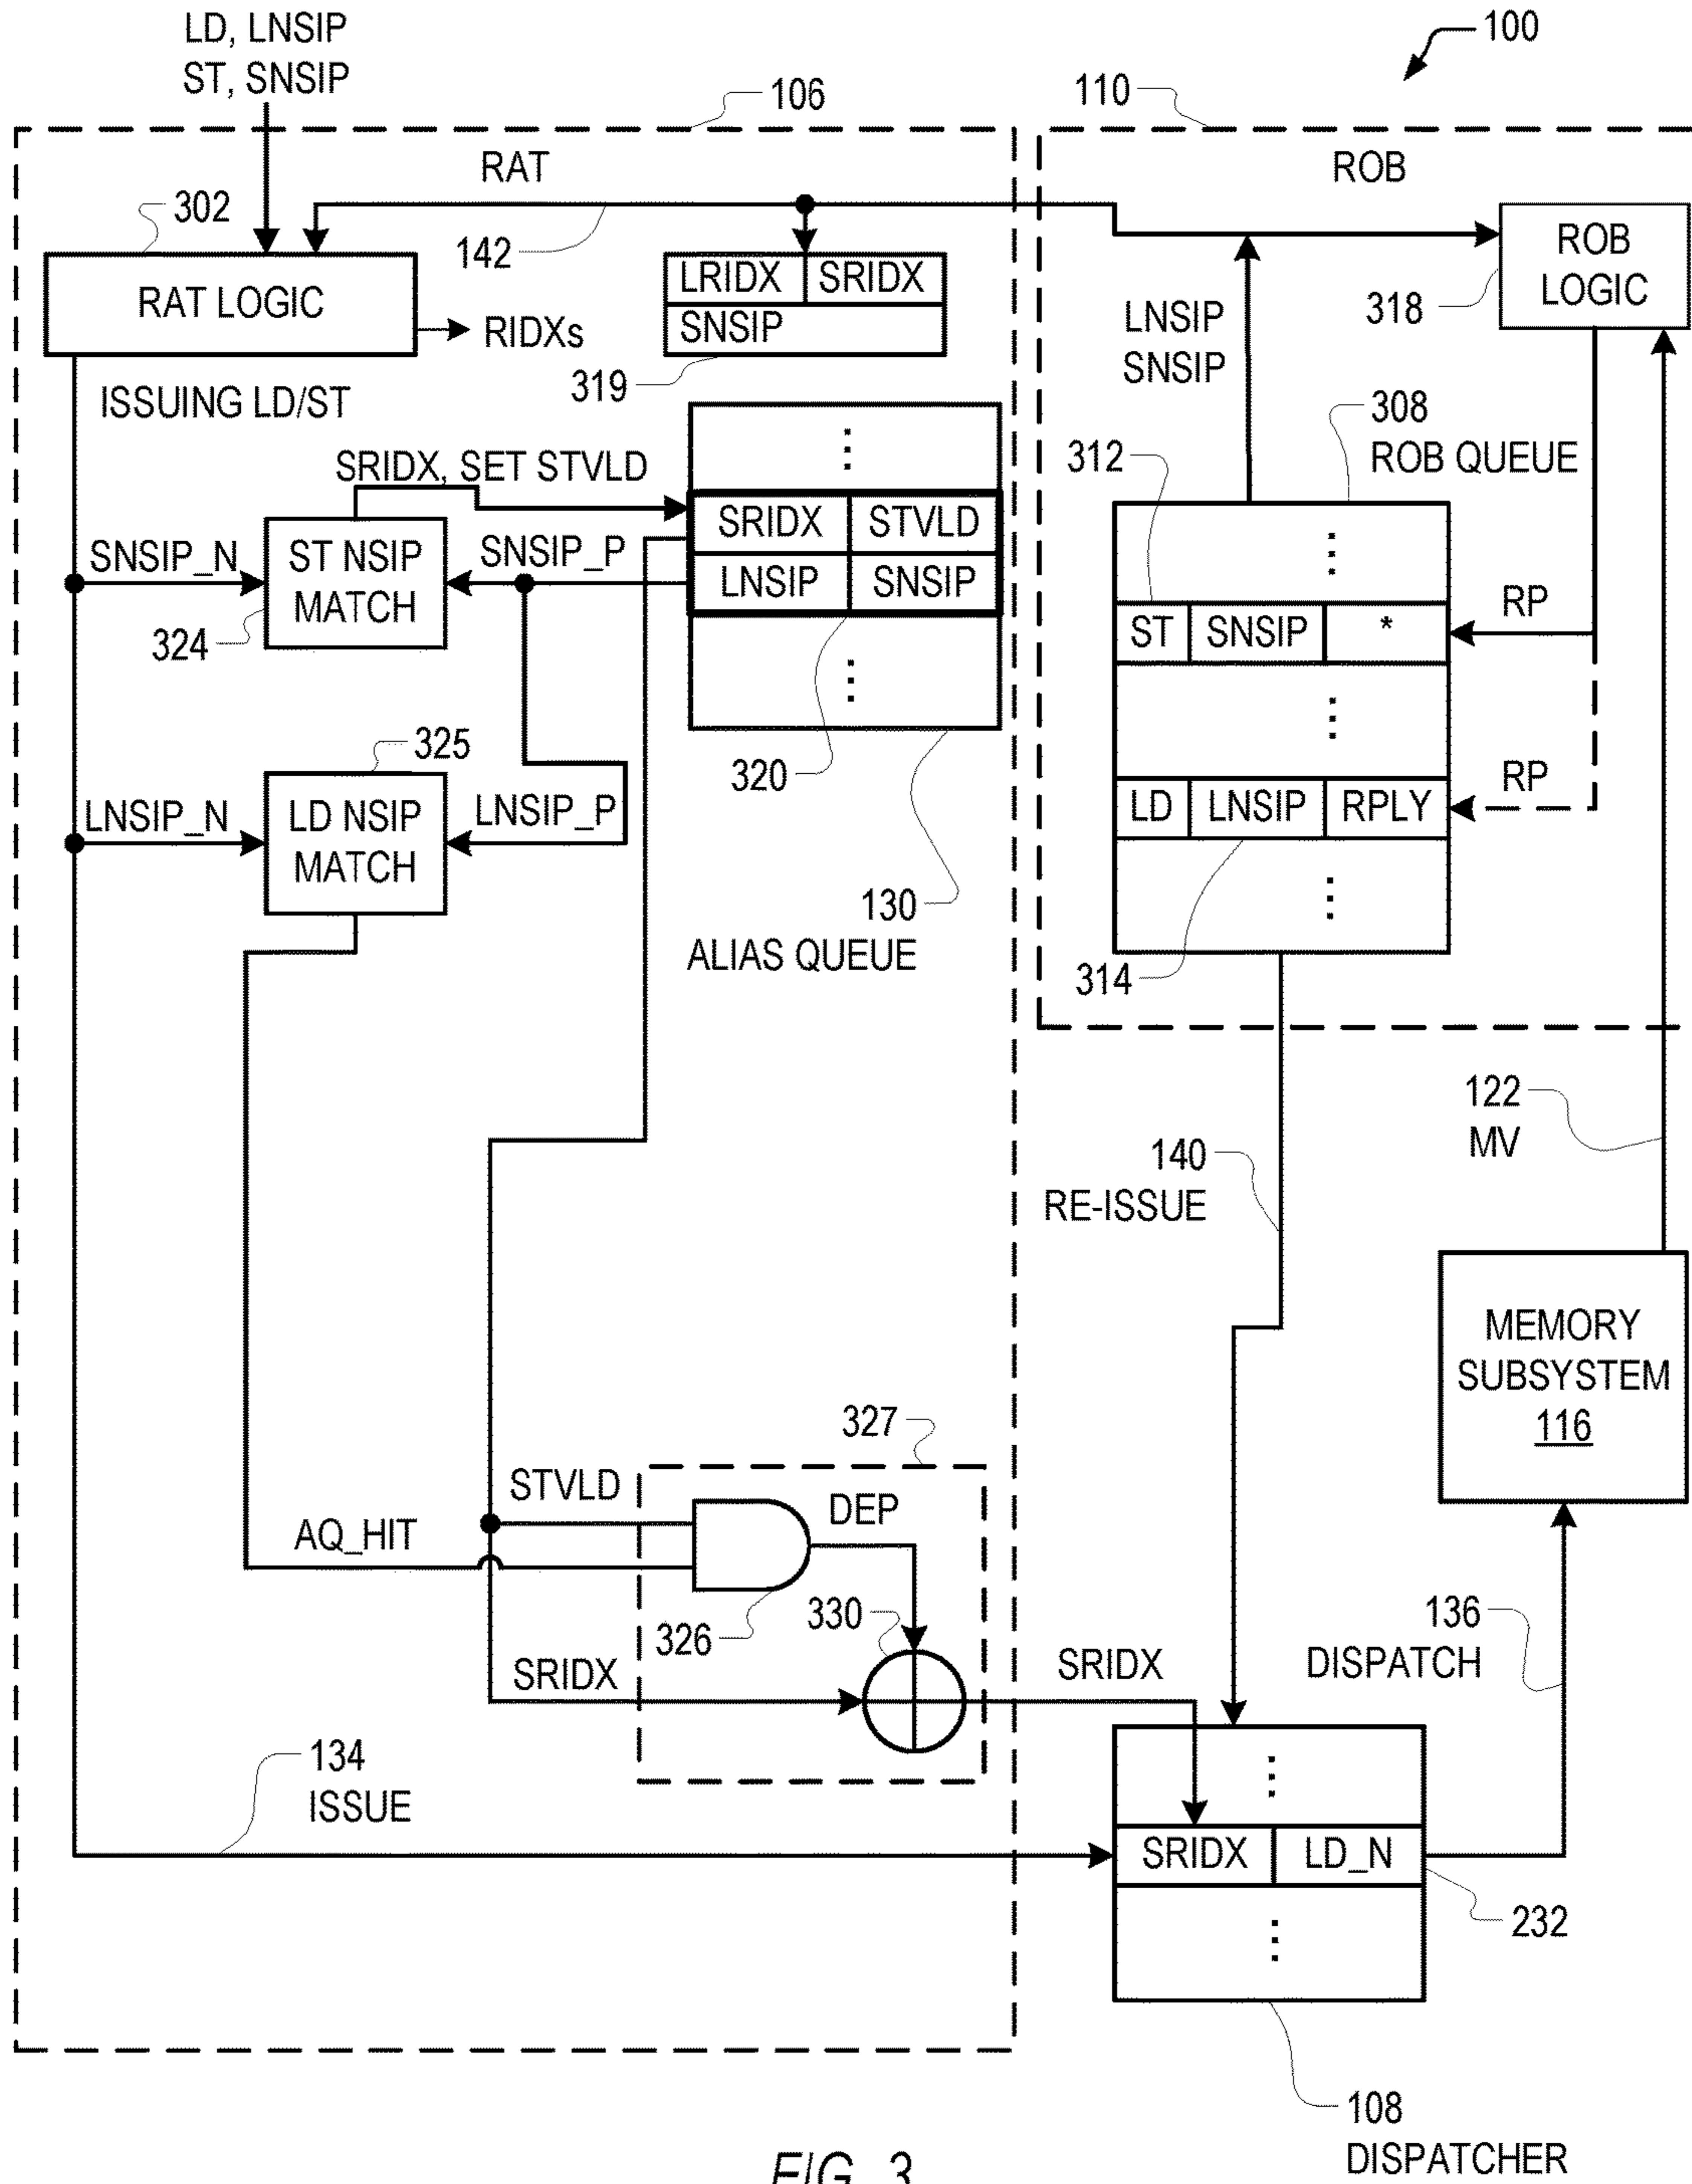 LD, LNSIP
ST, SNSIP
100
106
110
RAT
ROB
302
142
RAT LOGIC
RIDXs
LRIDX SRIDX
SNSIP
319
ROB
LOGIC
318
LNSIP
SNSIP
ISSUING LD/ST
308
ROB QUEUE
312
SRIDX, SET STVLD
SRIDX STVLD
LNSIP SNSIP
SNSIP_N
ST NSIP
MATCH
SNSIP_P
324
320
130
ALIAS QUEUE
ST SNSIP *
RP
LD LNSIP RPLY
RP
314
325
LNSIP_N
LD NSIP
MATCH
LNSIP_P
122
MV
140
RE-ISSUE
MEMORY
SUBSYSTEM
116
327
STVLD
DEP
AQ_HIT
326
330
SRIDX
SRIDX
136
DISPATCH
134
ISSUE
SRIDX LD_N
232
108
DISPATCHER
FIG. 3